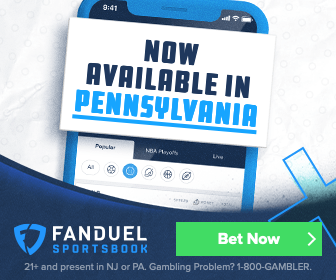 9:41
NOW
AVAILABLE IN
PENNSYLVANIA
Popular NBA Playoffs Live
All
FANDUEL
SPORTSBOOK
Bet Now
21+ and present in NJ or PA. Gambling Problem? 1-800-GAMBLER.